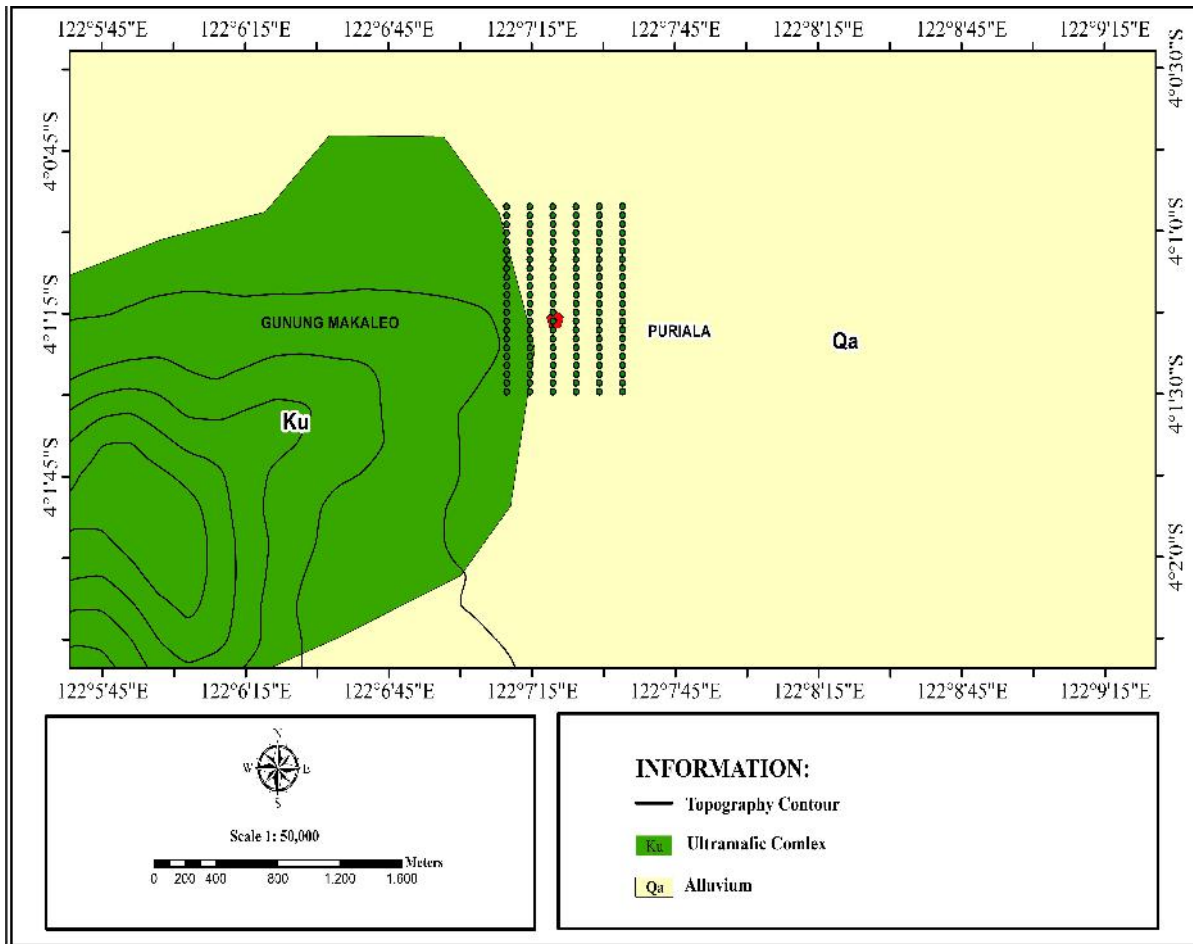 122°5'45"E 122°6'15"E 122°6'45"E 122°7'15"E 122°7'45"E 122°8'15"E 122°8'45"E 122°9'15"E
4°0'30"S
4°0'45"S
4°1'0"S
4°1'15"S
GUNUNG MAKALEO
PURIALA
Qa
4°1'30"S
Ku
4°1'45"S
4°2'0"S
122°5'45"E 122°6'15"E 122°6'45"E 122°7'15"E 122°7'45"E 122°8'15"E 122°8'45"E 122°9'15"E
N
W E
S
Scale 1: 50,000
Meters
0 200 400 800 1.200 1.600
INFORMATION:
Topography Contour
Ku Ultramafic Comlex
Qa Alluvium